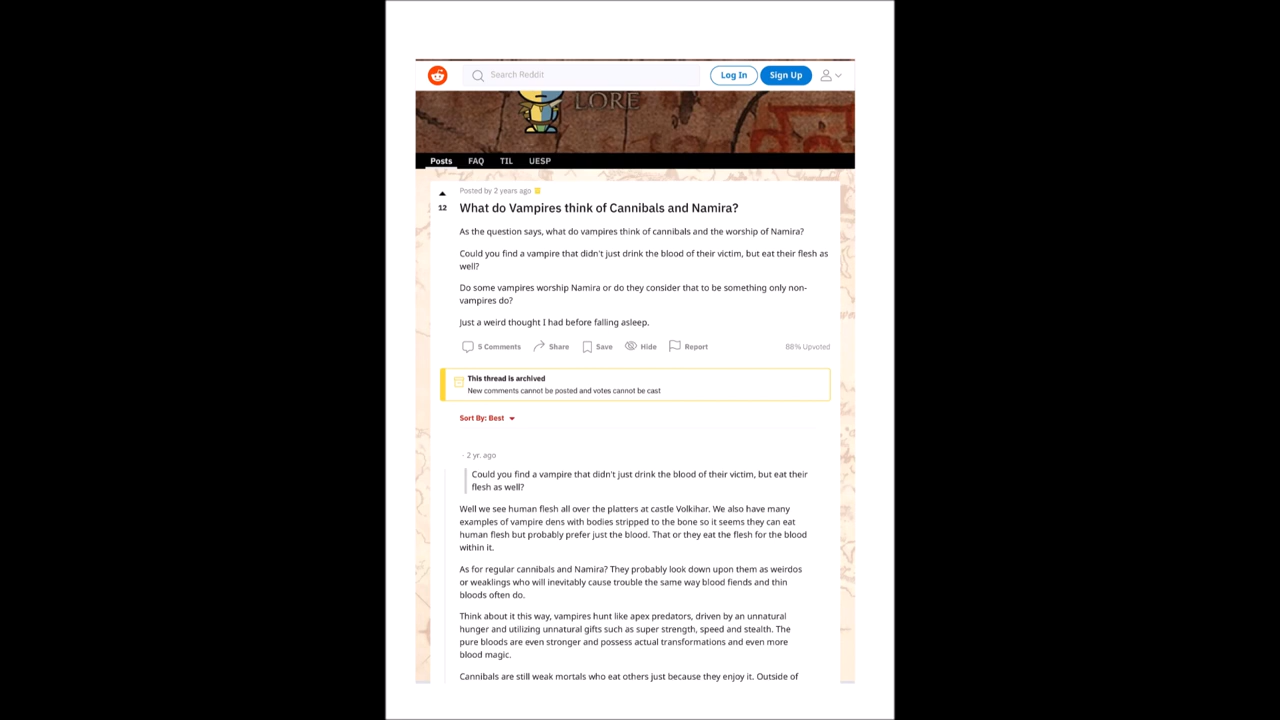 Search Reddit
Log In
Sign Up
LORE
Posts
FAQ
TIL
UESP
Posted by 2 years ago
12
What do Vampires think of Cannibals and Namira?
As the question says, what do vampires think of cannibals and the worship of Namira?
Could you find a vampire that didn't just drink the blood of their victim, but eat their flesh as
well?
Do some vampires worship Namira or do they consider that to be something only non-
vampires do?
Just a weird thought I had before falling asleep.
5 Comments
Share
Save
Hide
Report
88% Upvoted
This thread is archived
New comments cannot be posted and votes cannot be cast
Sort By: Best
· 2 yr. ago
Could you find a vampire that didn't just drink the blood of their victim, but eat their
flesh as well?
Well we see human flesh all over the platters at castle Volkihar. We also have many
examples of vampire dens with bodies stripped to the bone so it seems they can eat
human flesh but probably prefer just the blood. That or they eat the flesh for the blood
within it.
As for regular cannibals and Namira? They probably look down upon them as weirdos
or weaklings who will inevitably cause trouble the same way blood fiends and thin
bloods often do.
Think about it this way, vampires hunt like apex predators, driven by an unnatural
hunger and utilizing unnatural gifts such as super strength, speed and stealth. The
pure bloods are even stronger and possess actual transformations and even more
blood magic.
Cannibals are still weak mortals who eat others just because they enjoy it. Outside of